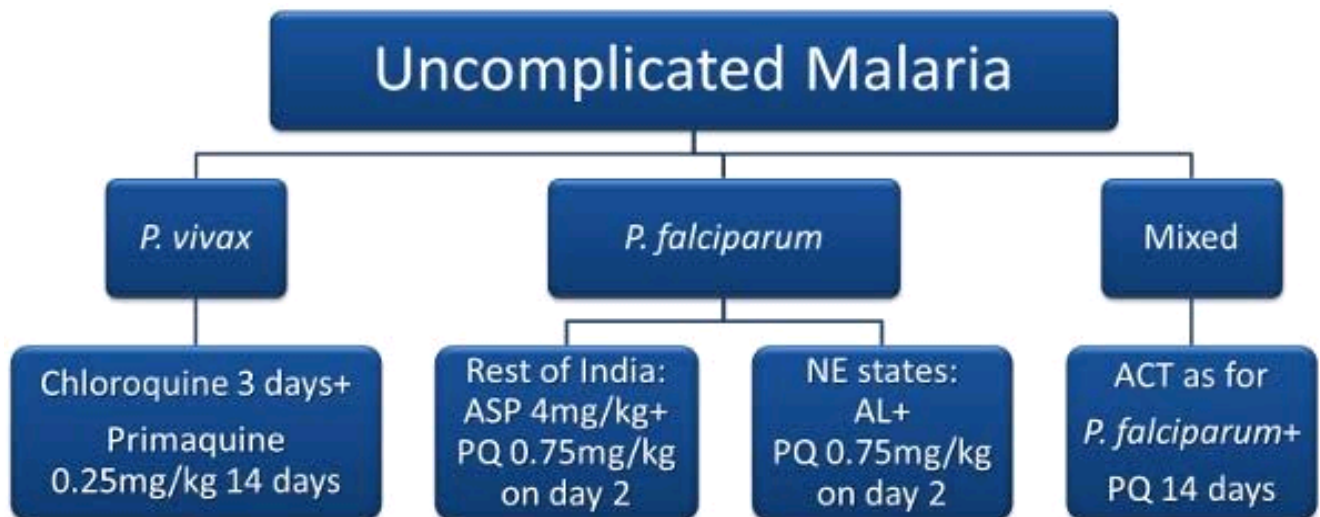 Uncomplicated Malaria
P. vivax
P. falciparum
Mixed
Chloroquine 3 days+
Primaquine
0.25mg/kg 14 days
Rest of India:
ASP 4mg/kg+
PQ 0.75mg/kg
on day 2
NE states:
AL+
PQ 0.75mg/kg
on day 2
ACT as for
P. falciparum+
PQ 14 days